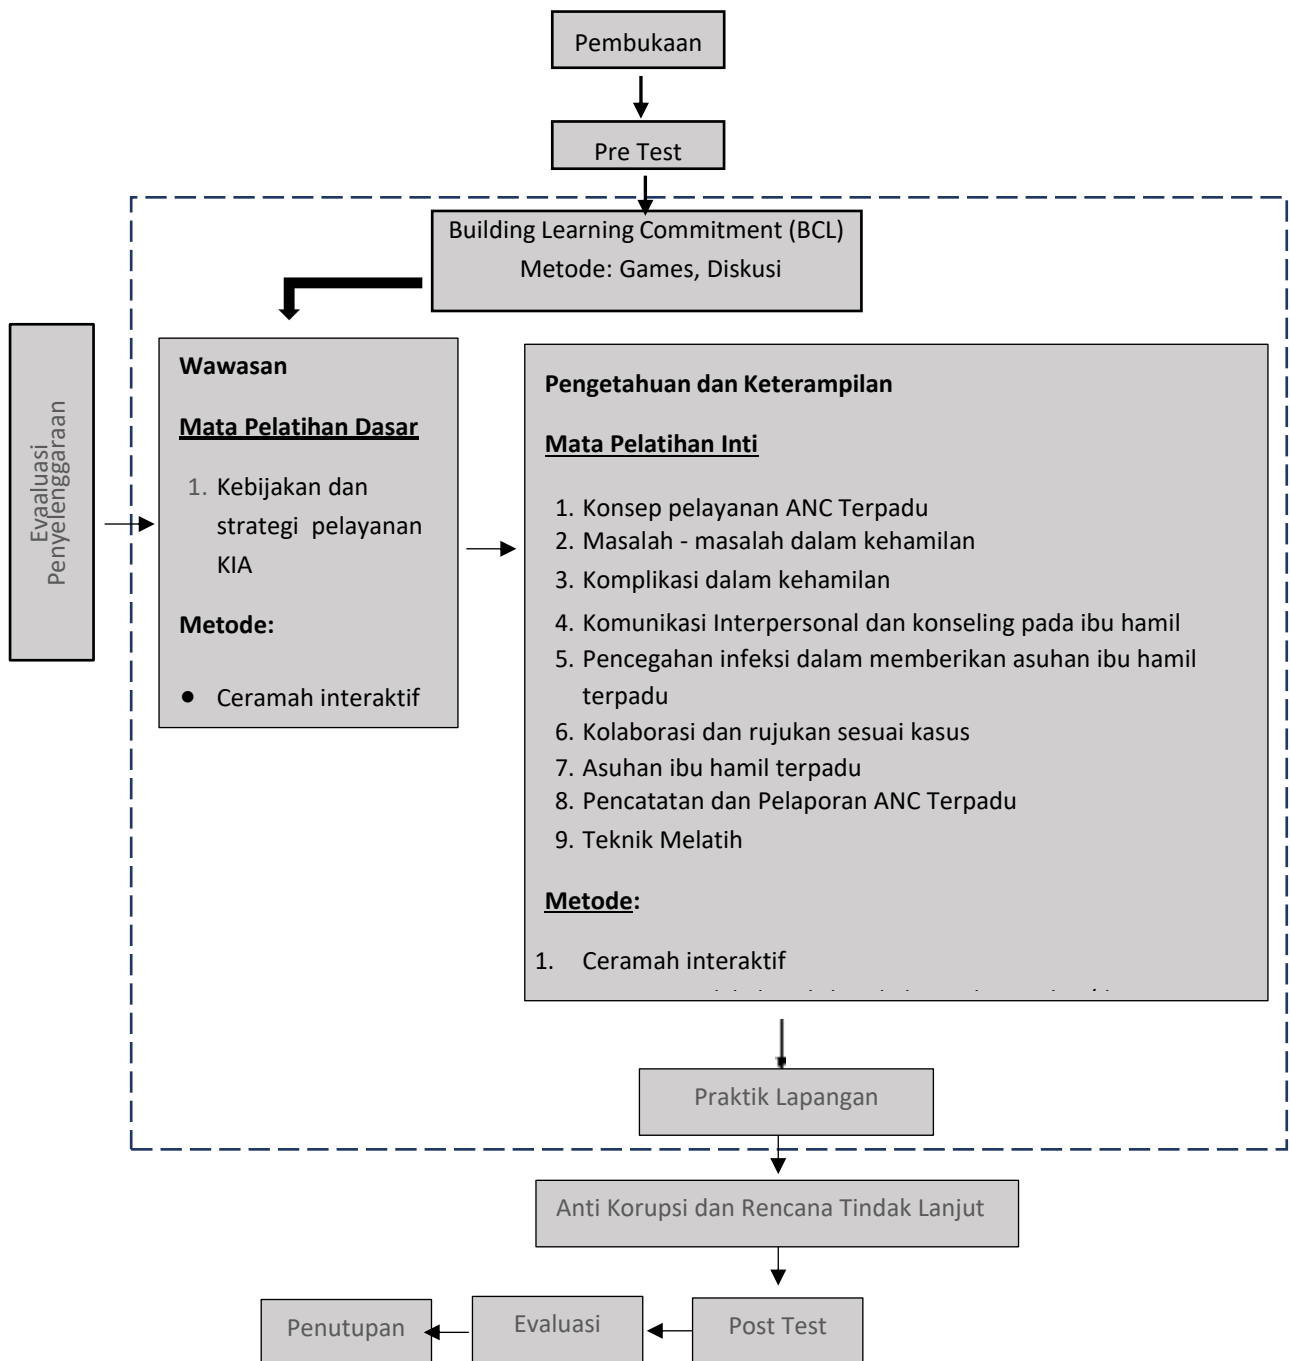 Pembukaan
Pre Test
Building Learning Commitment (BCL)
Metode: Games, Diskusi
Evaaluasi
Penyelenggaraan
Wawasan
Mata Pelatihan Dasar
1. Kebijakan dan
strategi pelayanan
KIA
Metode:
● Ceramah interaktif
Pengetahuan dan Keterampilan
Mata Pelatihan Inti
1. Konsep pelayanan ANC Terpadu
2. Masalah - masalah dalam kehamilan
3. Komplikasi dalam kehamilan
4. Komunikasi Interpersonal dan konseling pada ibu hamil
5. Pencegahan infeksi dalam memberikan asuhan ibu hamil
terpadu
6. Kolaborasi dan rujukan sesuai kasus
7. Asuhan ibu hamil terpadu
8. Pencatatan dan Pelaporan ANC Terpadu
9. Teknik Melatih
Metode:
1. Ceramah interaktif
Praktik Lapangan
Anti Korupsi dan Rencana Tindak Lanjut
Penutupan
Evaluasi
Post Test